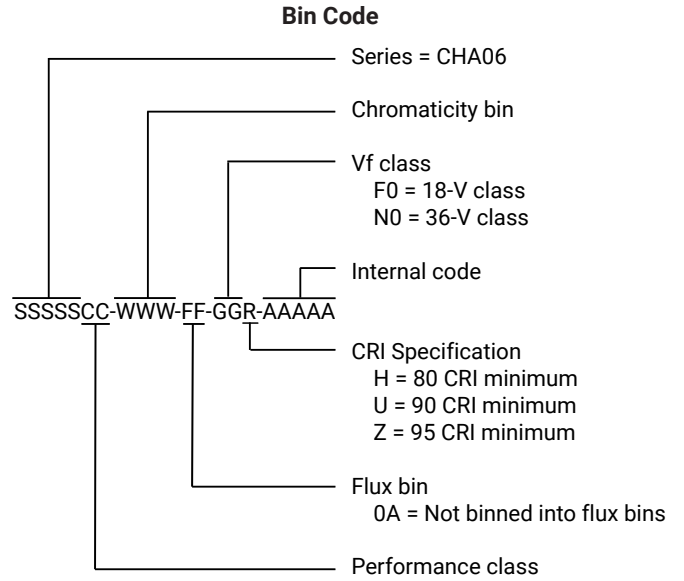 Bin Code
Series = CHA06
Chromaticity bin
Vf class
F0 = 18-V class
N0 = 36-V class
Internal code
SSSSSCC-WWW-FF-GGR-AAAAA
CRI Specification
H = 80 CRI minimum
U = 90 CRI minimum
Z = 95 CRI minimum
Flux bin
0A = Not binned into flux bins
Performance class